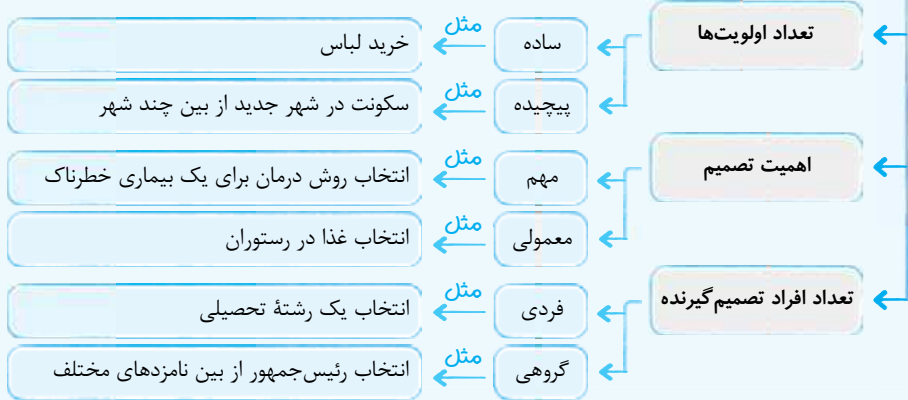 تعداد اولویت‌ها
ساده مثل خرید لباس
پیچیده مثل سکونت در شهر جدید از بین چند شهر
اهمیت تصمیم
مهم مثل انتخاب روش درمان برای یک بیماری خطرناک
معمولی مثل انتخاب غذا در رستوران
تعداد افراد تصمیم‌گیرنده
فردی مثل انتخاب یک رشتهٔ تحصیلی
گروهی مثل انتخاب رئیس‌جمهور از بین نامزدهای مختلف